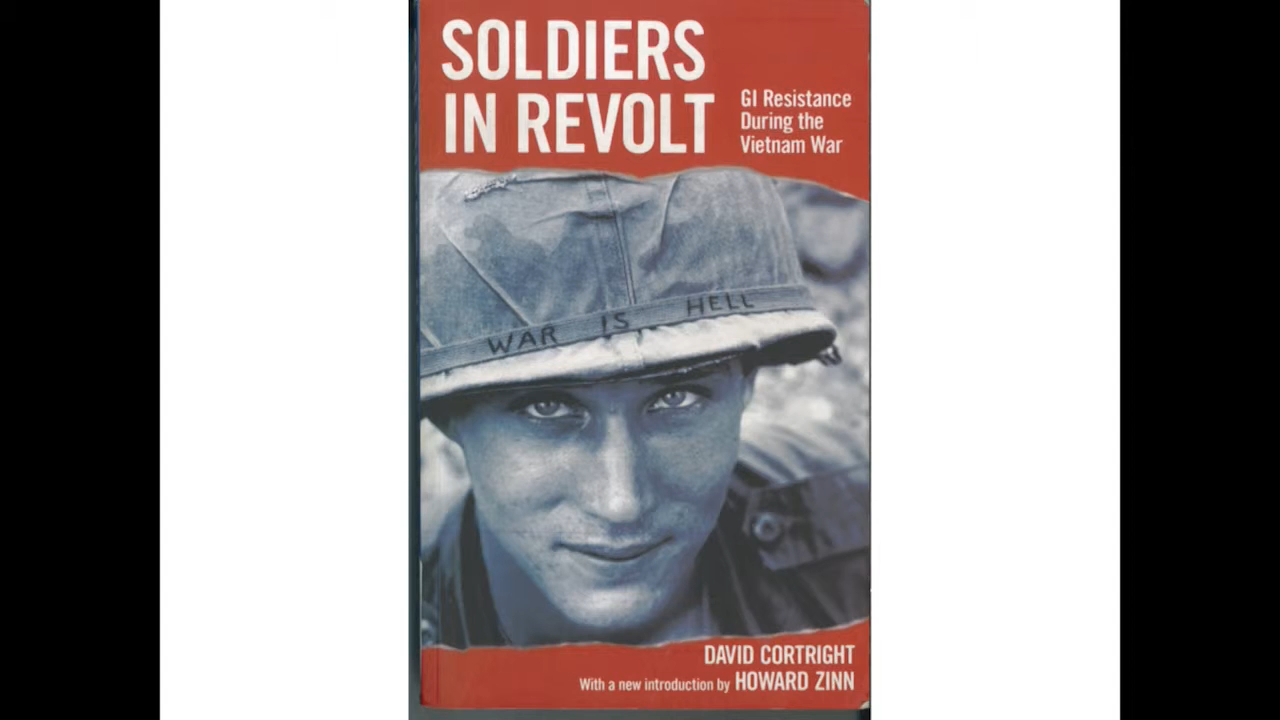 SOLDIERS
IN REVOLT
GI Resistance
During the
Vietnam War
WAR IS HELL
DAVID CORTRIGHT
With a new introduction by HOWARD ZINN